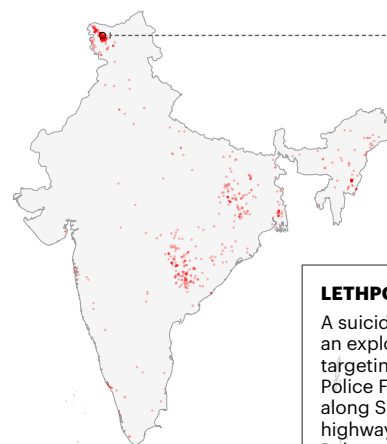 LETHPO
A suicid
an explo
targetin
Police F
along S
highway